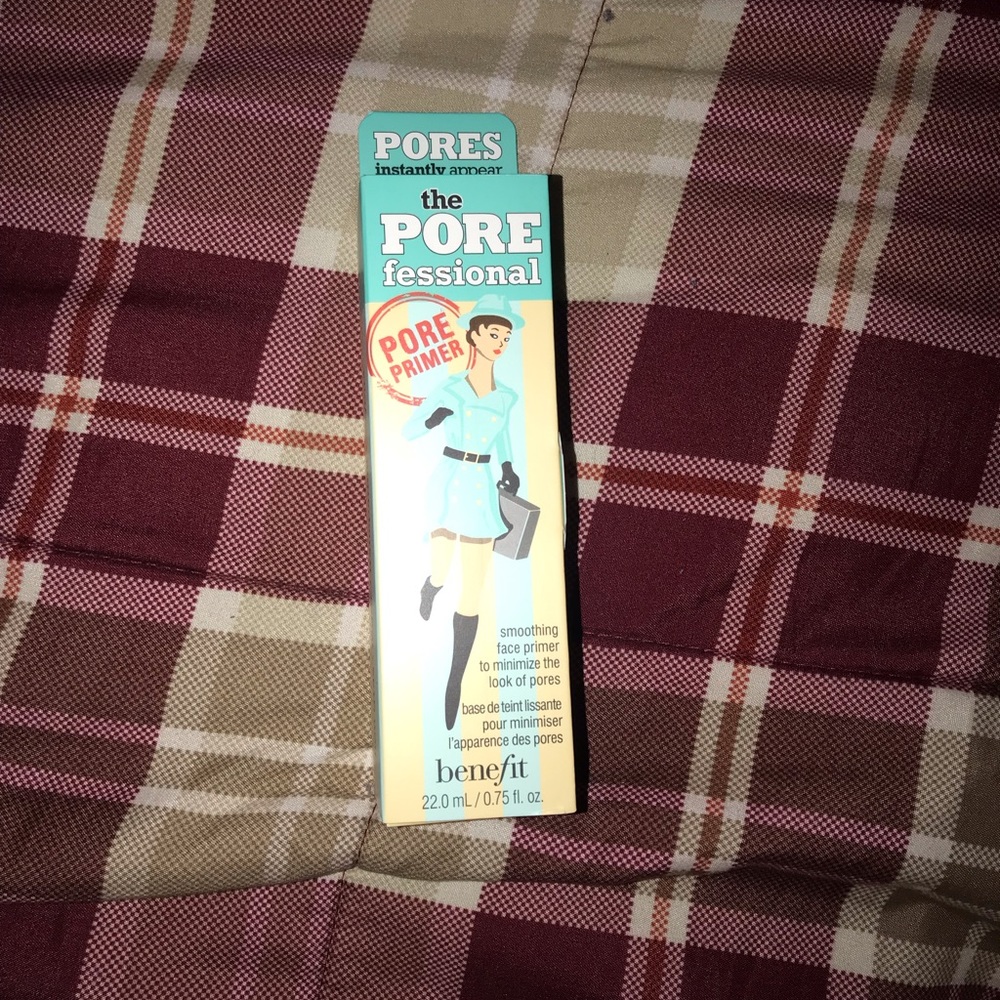 PORES
instantly appear
the
PORE
fessional
PORE
PRIMER
smoothing
face primer
to minimize the
look of pores
base de teint lissante
pour minimiser
l'apparence des pores
benefit
22.0 mL / 0.75 fl. oz.